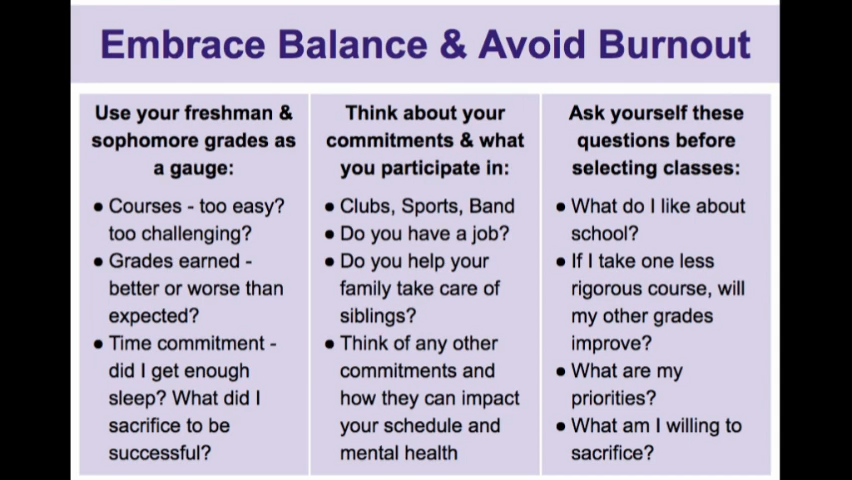 Embrace Balance & Avoid Burnout
Use your freshman &
sophomore grades as
a gauge:
● Courses - too easy?
too challenging?
● Grades earned -
better or worse than
expected?
● Time commitment -
did I get enough
sleep? What did I
sacrifice to be
successful?
Think about your
commitments & what
you participate in:
● Clubs, Sports, Band
● Do you have a job?
● Do you help your
family take care of
siblings?
● Think of any other
commitments and
how they can impact
your schedule and
mental health
Ask yourself these
questions before
selecting classes:
● What do I like about
school?
● If I take one less
rigorous course, will
my other grades
improve?
● What are my
priorities?
● What am I willing to
sacrifice?